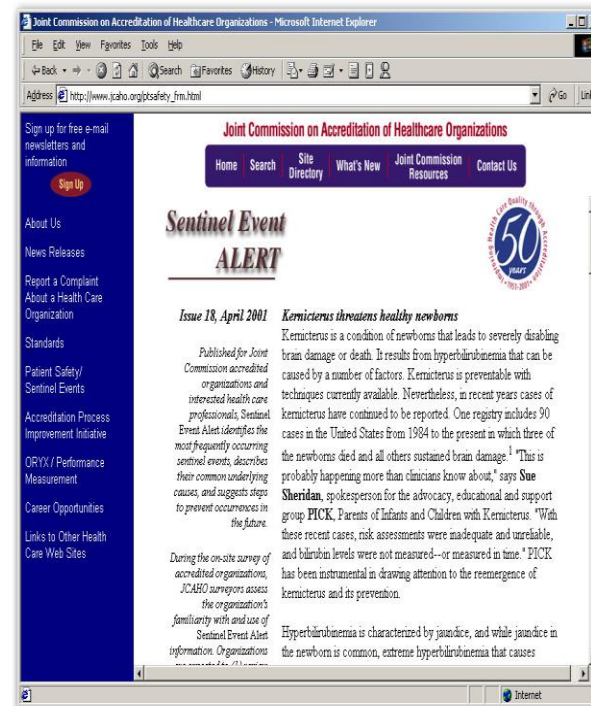 Joint Commission on Accreditation of Healthcare Organizations - Microsoft Internet Explorer
File Edit View Favorites Tools Help
Back Search Favorites History
Address http://www.jcaho.org/ptsafety_frm.html Go
Sign up for free e-mail
newsletters and
information
Sign Up
About Us
News Releases
Report a Complaint
About a Health Care
Organization
Standards
Patient Safety/
Sentinel Events
Accreditation Process
Improvement Initiative
ORYX / Performance
Measurement
Career Opportunities
Links to Other Health
Care Web Sites
Joint Commission on Accreditation of Healthcare Organizations
Home Search Site Directory What's New Joint Commission Resources Contact Us
Sentinel Event
ALERT
Improving Health Care Quality through Accreditation
50
years
1951-2001
Issue 18, April 2001
Published for Joint
Commission accredited
organizations and
interested health care
professionals, Sentinel
Event Alert identifies the
most frequently occurring
sentinel events, describes
their common underlying
causes, and suggests steps
to prevent occurrences in
the future.
During the on-site survey of
accredited organizations,
JCAHO surveyors assess
the organization's
familiarity with and use of
Sentinel Event Alert
information. Organizations
Kernicterus threatens healthy newborns
Kernicterus is a condition of newborns that leads to severely disabling
brain damage or death. It results from hyperbilirubinemia that can be
caused by a number of factors. Kernicterus is preventable with
techniques currently available. Nevertheless, in recent years cases of
kernicterus have continued to be reported. One registry includes 90
cases in the United States from 1984 to the present in which three of
the newborns died and all others sustained brain damage.1 "This is
probably happening more than clinicians know about," says Sue
Sheridan, spokesperson for the advocacy, educational and support
group PICK, Parents of Infants and Children with Kernicterus. "With
these recent cases, risk assessments were inadequate and unreliable,
and bilirubin levels were not measured--or measured in time." PICK
has been instrumental in drawing attention to the reemergence of
kernicterus and its prevention.
Hyperbilirubinemia is characterized by jaundice, and while jaundice in
the newborn is common, extreme hyperbilirubinemia that causes
Internet